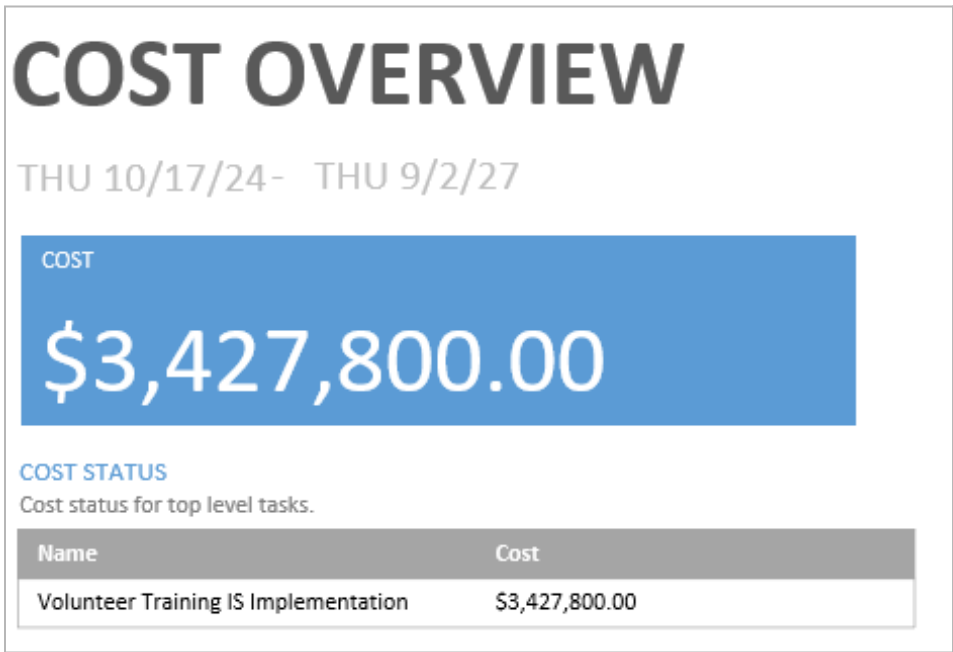 COST OVERVIEW
THU 10/17/24 - THU 9/2/27
COST
$3,427,800.00
COST STATUS
Cost status for top level tasks.
Name Cost
Volunteer Training IS Implementation $3,427,800.00